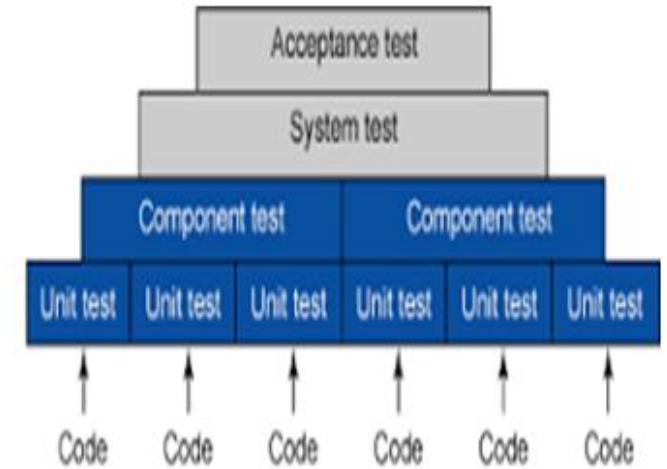 Acceptance test
System test
Component test Component test
Unit test Unit test Unit test Unit test Unit test Unit test
Code Code Code Code Code Code